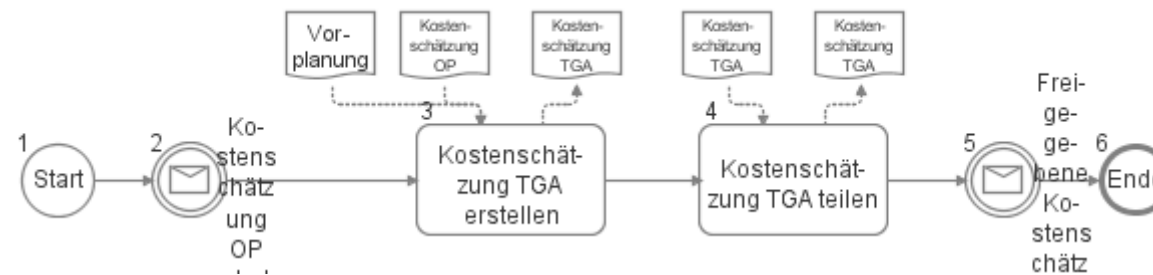 Vor-
planung
Kosten-
schätzung
OP
Kosten-
schätzung
TGA
Kosten-
schätzung
TGA
Kosten-
schätzung
TGA
1
Start
2
Ko-
stens
chätz
ung
OP
3
Kostenschät-
zung TGA
erstellen
4
Kostenschät-
zung TGA teilen
5
Frei-
ge-
ge-
bene
Ko-
stens
chätz
6
Ende